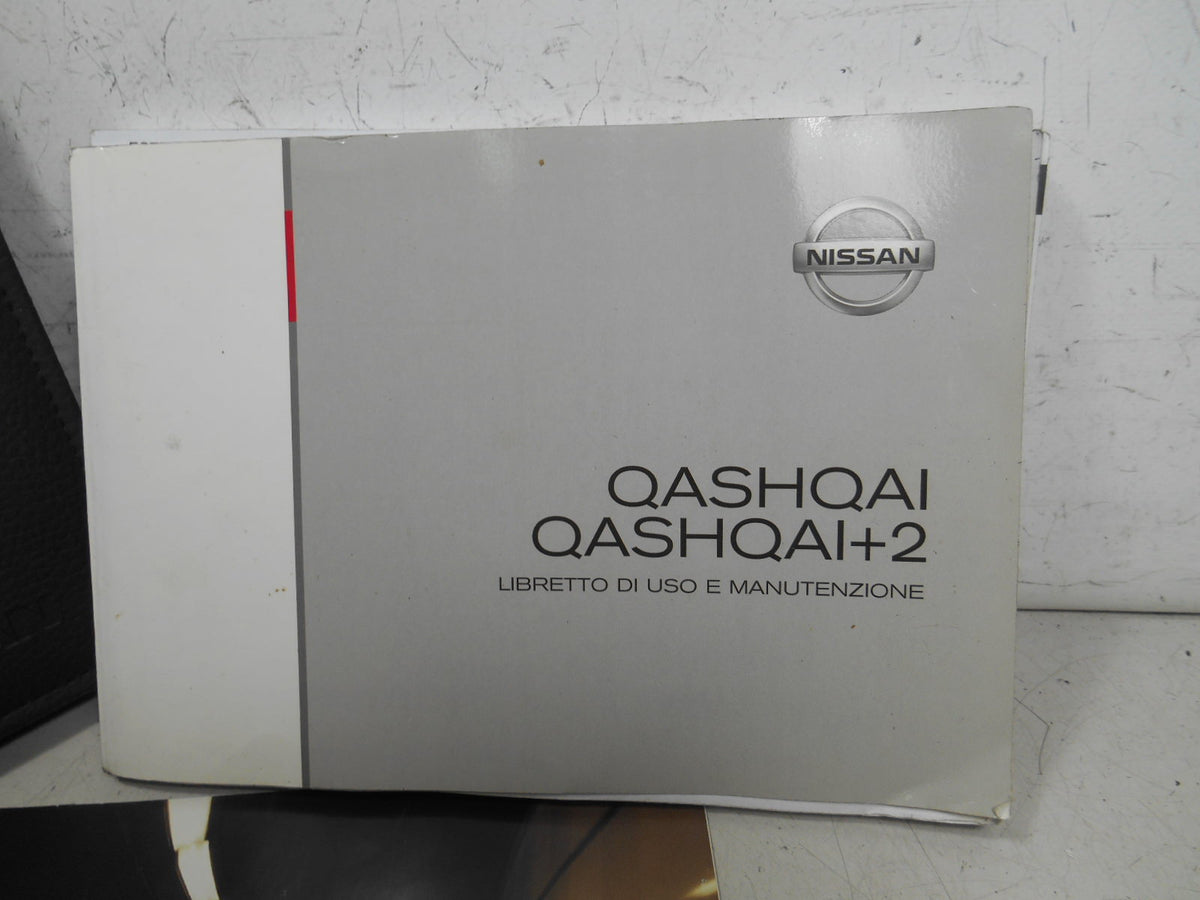 NISSAN
QASHQAI
QASHQAI+2
LIBRETTO DI USO E MANUTENZIONE